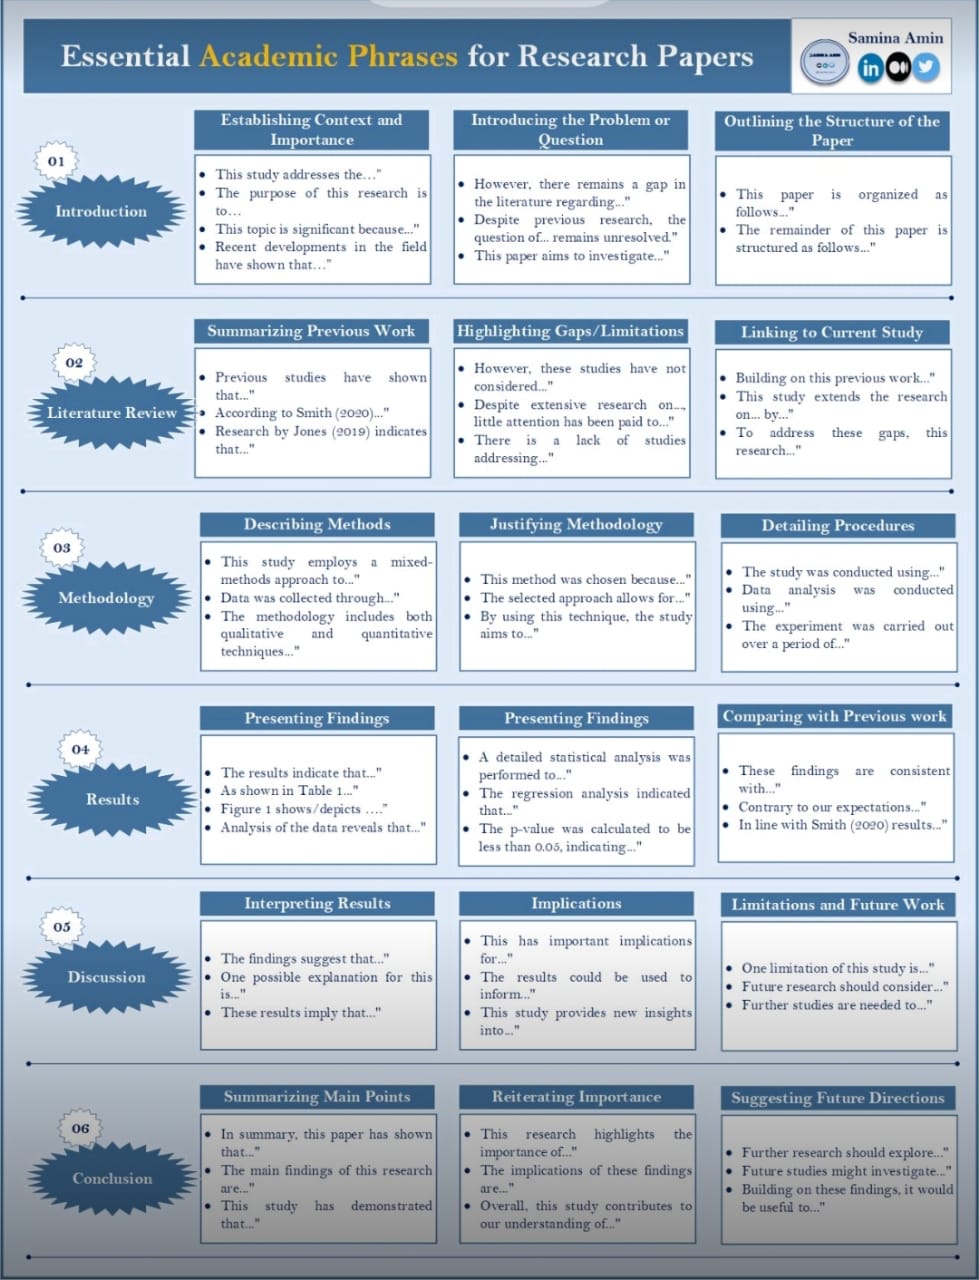 Essential Academic Phrases for Research Papers
Samina Amin
SAMINA AMIN
in
Establishing Context and
Importance
Introducing the Problem or
Question
Outlining the Structure of the
Paper
01
Introduction
• This study addresses the…"
• The purpose of this research is
to…
• This topic is significant because..."
• Recent developments in the field
have shown that…"
• However, there remains a gap in
the literature regarding..."
• Despite previous research, the
question of... remains unresolved."
• This paper aims to investigate..."
• This paper is organized as
follows..."
• The remainder of this paper is
structured as follows..."
Summarizing Previous Work
Highlighting Gaps/Limitations
Linking to Current Study
02
Literature Review
• Previous studies have shown
that..."
• According to Smith (2020)..."
• Research by Jones (2019) indicates
that..."
• However, these studies have not
considered..."
• Despite extensive research on...,
little attention has been paid to..."
• There is a lack of studies
addressing..."
• Building on this previous work..."
• This study extends the research
on... by..."
• To address these gaps, this
research..."
Describing Methods
Justifying Methodology
Detailing Procedures
03
Methodology
• This study employs a mixed-
methods approach to..."
• Data was collected through..."
• The methodology includes both
qualitative and quantitative
techniques..."
• This method was chosen because..."
• The selected approach allows for..."
• By using this technique, the study
aims to..."
• The study was conducted using..."
• Data analysis was conducted
using..."
• The experiment was carried out
over a period of..."
Presenting Findings
Presenting Findings
Comparing with Previous work
04
Results
• The results indicate that..."
• As shown in Table 1..."
• Figure 1 shows/depicts …."
• Analysis of the data reveals that..."
• A detailed statistical analysis was
performed to..."
• The regression analysis indicated
that..."
• The p-value was calculated to be
less than 0.05, indicating..."
• These findings are consistent
with..."
• Contrary to our expectations..."
• In line with Smith (2020) results..."
Interpreting Results
Implications
Limitations and Future Work
05
Discussion
• The findings suggest that..."
• One possible explanation for this
is..."
• These results imply that..."
• This has important implications
for..."
• The results could be used to
inform..."
• This study provides new insights
into..."
• One limitation of this study is..."
• Future research should consider..."
• Further studies are needed to..."
Summarizing Main Points
Reiterating Importance
Suggesting Future Directions
06
Conclusion
• In summary, this paper has shown
that..."
• The main findings of this research
are..."
• This study has demonstrated
that..."
• This research highlights the
importance of..."
• The implications of these findings
are..."
• Overall, this study contributes to
our understanding of..."
• Further research should explore..."
• Future studies might investigate..."
• Building on these findings, it would
be useful to..."